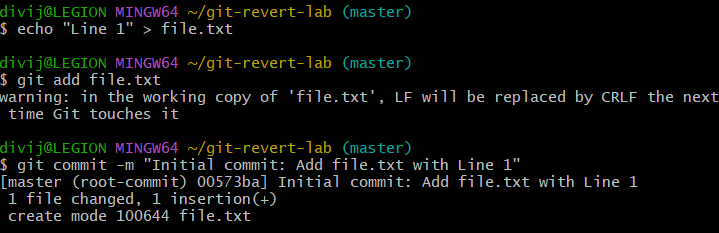 divij@LEGION MINGW64 ~/git-revert-lab (master)
$ echo "Line 1" > file.txt
divij@LEGION MINGW64 ~/git-revert-lab (master)
$ git add file.txt
warning: in the working copy of 'file.txt', LF will be replaced by CRLF the next
 time Git touches it
divij@LEGION MINGW64 ~/git-revert-lab (master)
$ git commit -m "Initial commit: Add file.txt with Line 1"
[master (root-commit) 00573ba] Initial commit: Add file.txt with Line 1
 1 file changed, 1 insertion(+)
 create mode 100644 file.txt